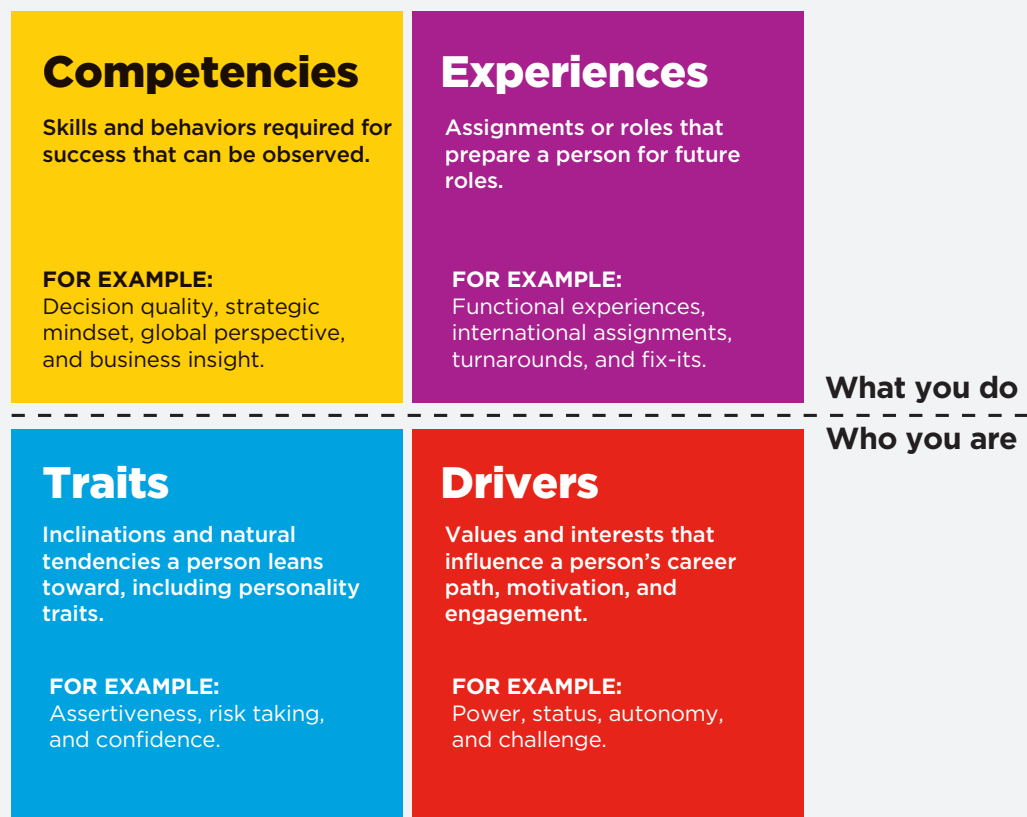 Competencies
Skills and behaviors required for
success that can be observed.
FOR EXAMPLE:
Decision quality, strategic
mindset, global perspective,
and business insight.
Experiences
Assignments or roles that
prepare a person for future
roles.
FOR EXAMPLE:
Functional experiences,
international assignments,
turnarounds, and fix-its.
What you do
Who you are
Traits
Inclinations and natural
tendencies a person leans
toward, including personality
traits.
FOR EXAMPLE:
Assertiveness, risk taking,
and confidence.
Drivers
Values and interests that
influence a person's career
path, motivation, and
engagement.
FOR EXAMPLE:
Power, status, autonomy,
and challenge.